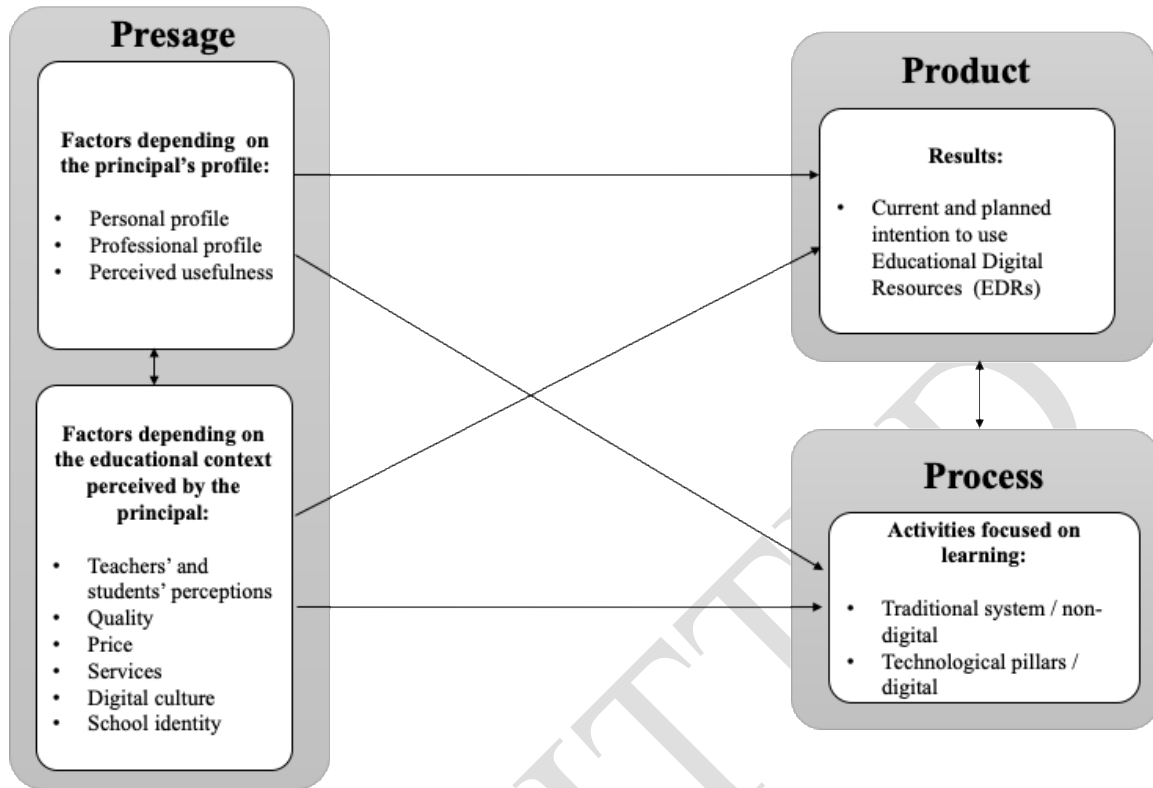 Presage
Factors depending on
the principal's profile:
• Personal profile
• Professional profile
• Perceived usefulness
Factors depending on
the educational context
perceived by the
principal:
• Teachers' and
students' perceptions
• Quality
• Price
• Services
• Digital culture
• School identity
Product
Results:
• Current and planned
intention to use
Educational Digital
Resources (EDRs)
Process
Activities focused on
learning:
• Traditional system / non-
digital
• Technological pillars /
digital